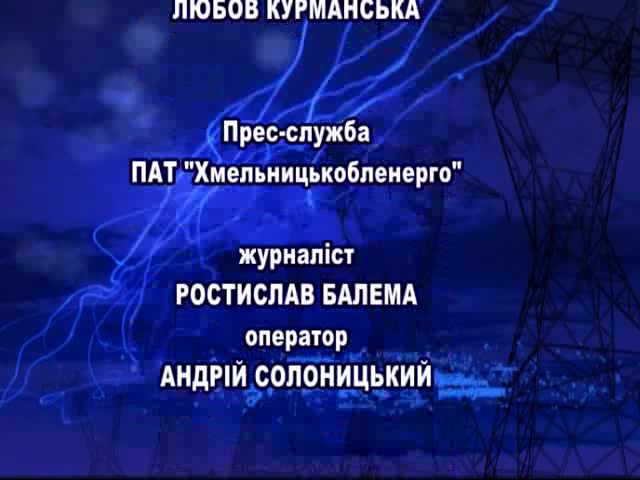 ЛЮБОВ КУРМАНСЬКА
Прес-служба
ПАТ "Хмельницькобленерго"
журналіст
РОСТИСЛАВ БАЛЕМА
оператор
АНДРІЙ СОЛОНИЦЬКИЙ